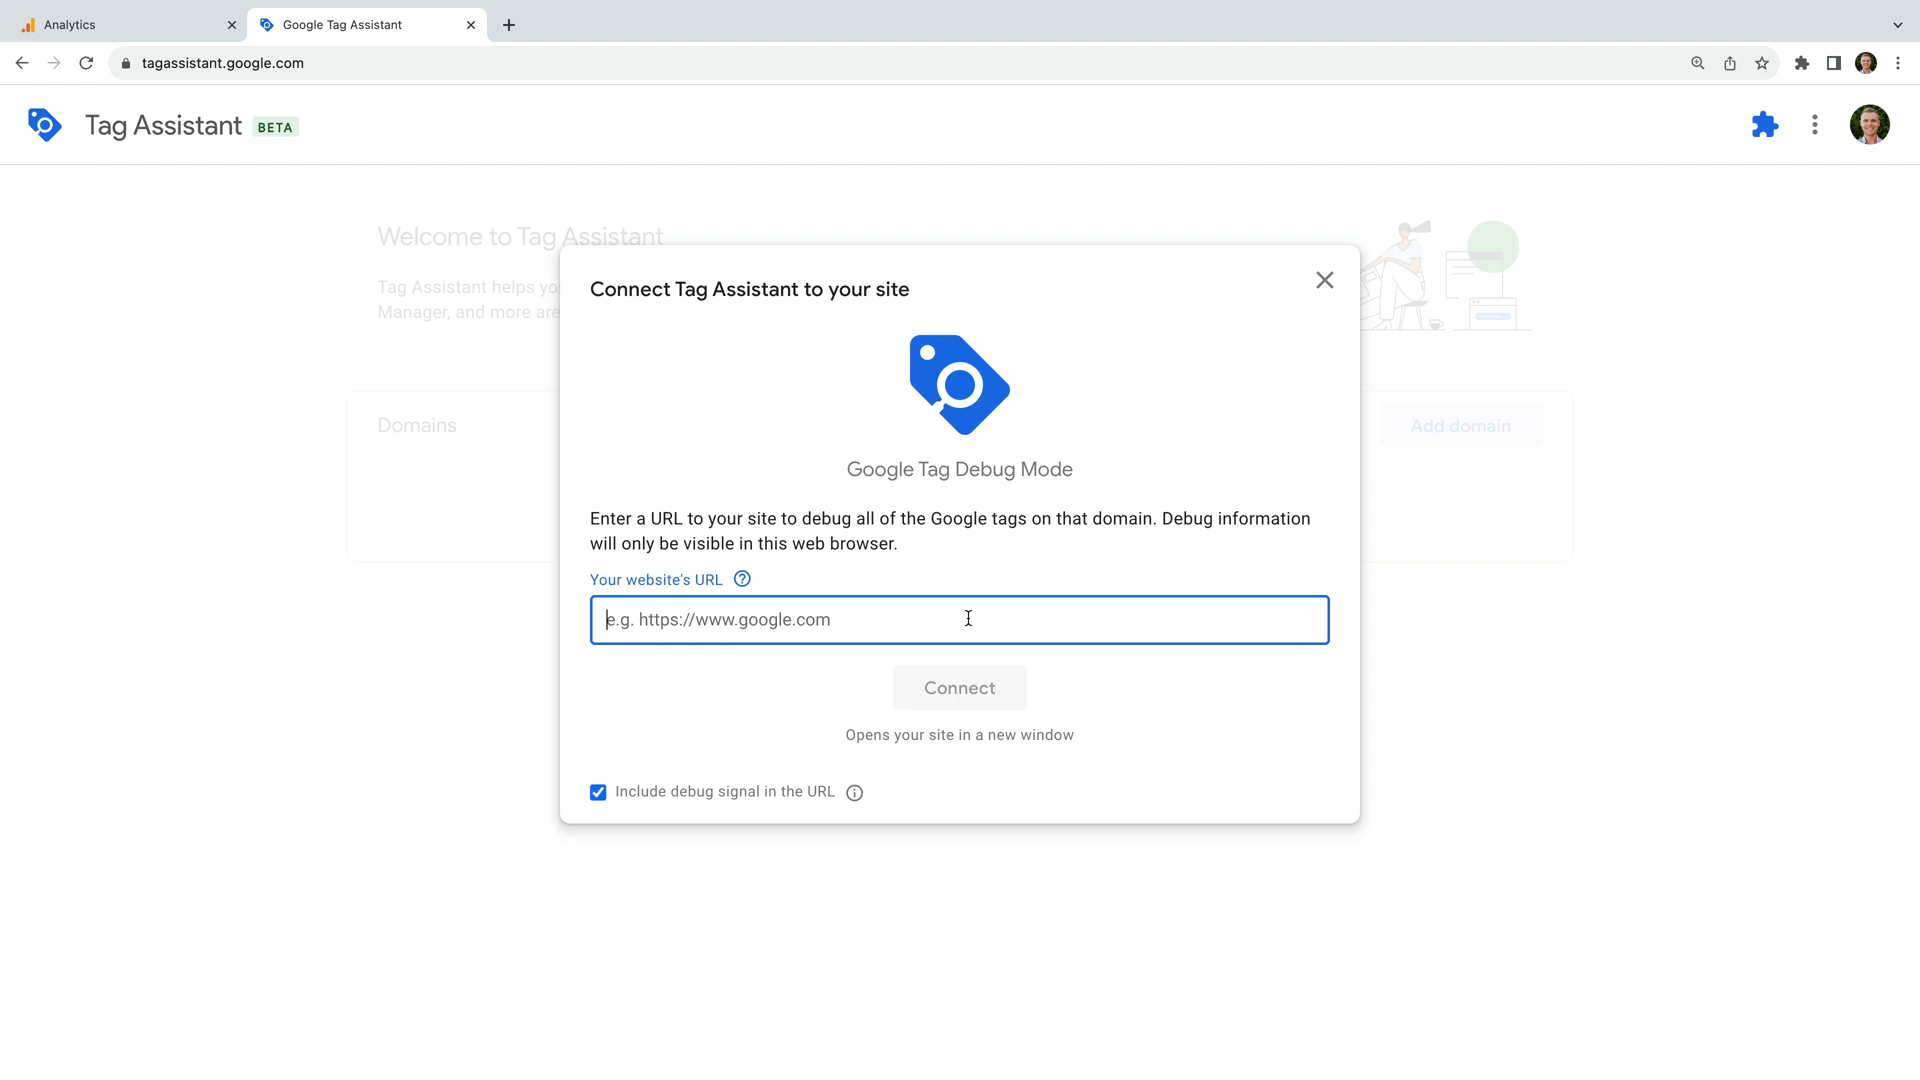 Analytics
Google Tag Assistant
tagassistant.google.com
Tag Assistant BETA
Welcome to Tag Assistant
Tag Assistant helps yo
Manager, and more are
Domains
Add domain
Connect Tag Assistant to your site
Google Tag Debug Mode
Enter a URL to your site to debug all of the Google tags on that domain. Debug information
will only be visible in this web browser.
Your website's URL
e.g. https://www.google.com
Connect
Opens your site in a new window
Include debug signal in the URL